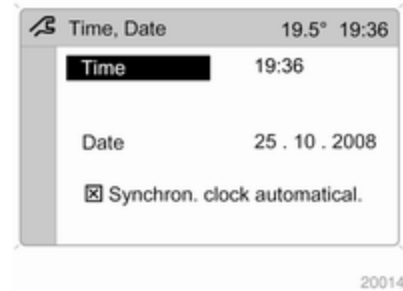 Time, Date 19.5° 19:36
Time 19:36
Date 25 . 10 . 2008
Synchron. clock automatical.
20014